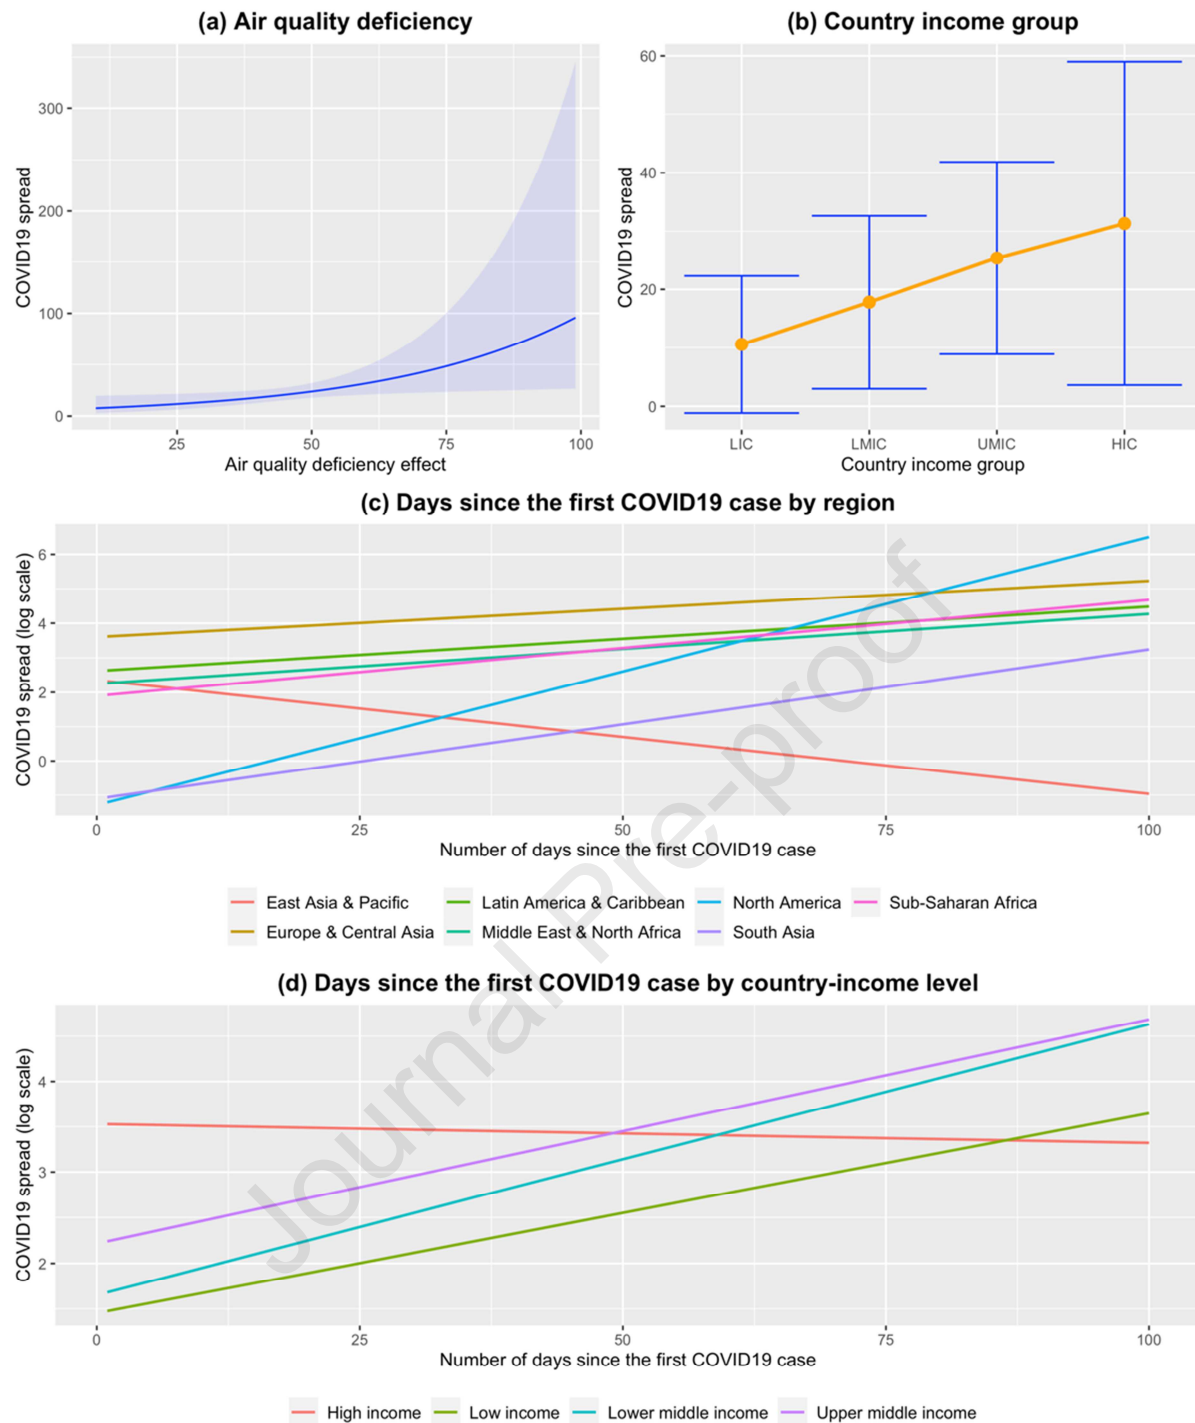 (a) Air quality deficiency
(b) Country income group
COVID19 spread
300
200
100
0
25
50
75
100
Air quality deficiency effect
COVID19 spread
60
40
20
0
LIC
LMIC
UMIC
HIC
Country income group
(c) Days since the first COVID19 case by region
COVID19 spread (log scale)
6
4
2
0
0
25
50
75
100
Number of days since the first COVID19 case
East Asia & Pacific
Latin America & Caribbean
North America
Sub-Saharan Africa
Europe & Central Asia
Middle East & North Africa
South Asia
(d) Days since the first COVID19 case by country-income level
COVID19 spread (log scale)
4
3
2
0
25
50
75
100
Number of days since the first COVID19 case
High income
Low income
Lower middle income
Upper middle income
Journal Pre-proof